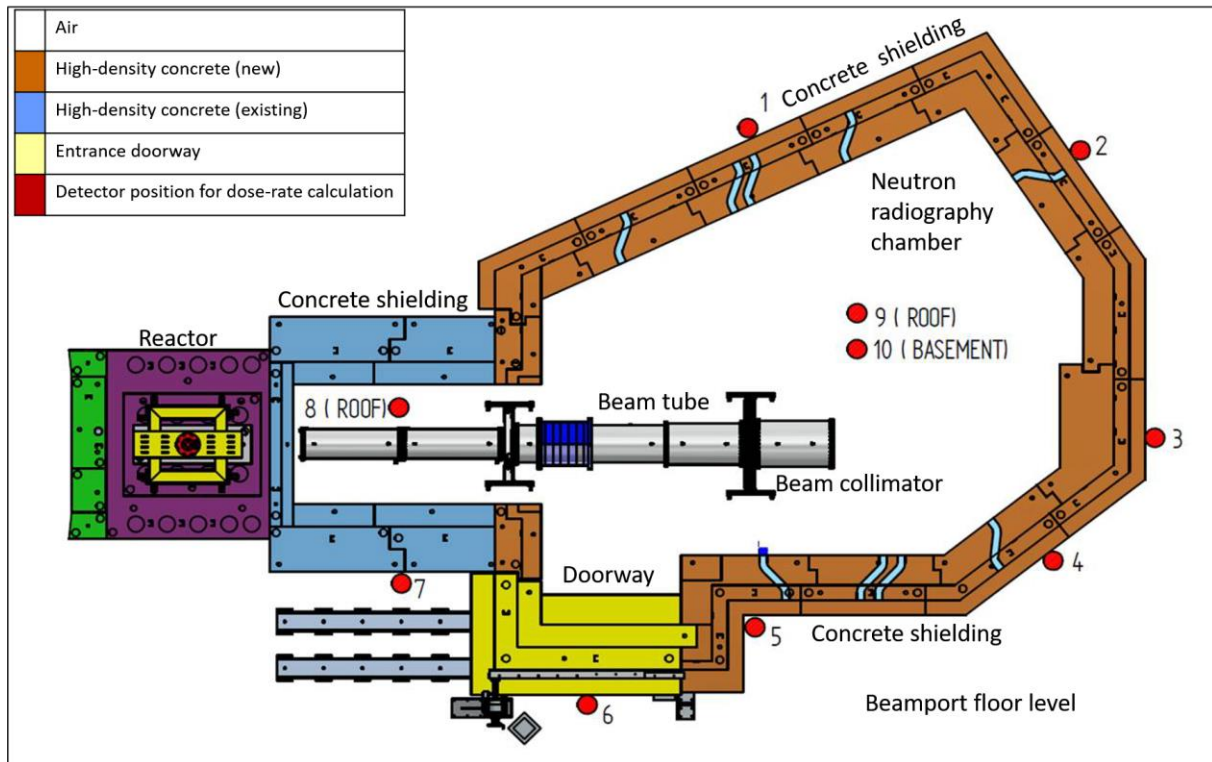 Air
High-density concrete (new)
High-density concrete (existing)
Entrance doorway
Detector position for dose-rate calculation
Concrete shielding
1
2
Neutron
radiography
chamber
Concrete shielding
Reactor
9 ( ROOF)
10 ( BASEMENT)
8 ( ROOF)
Beam tube
3
Beam collimator
4
7
Doorway
5
Concrete shielding
6
Beamport floor level